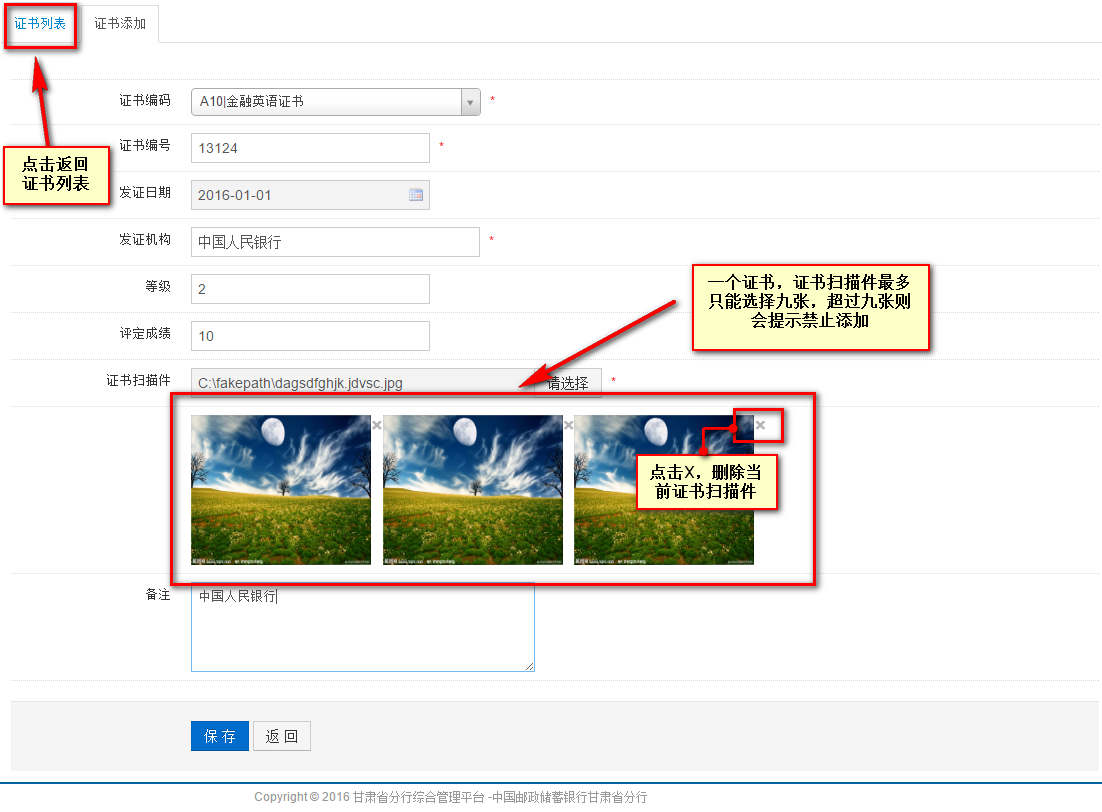 证书列表 证书添加
证书编码 A10|金融英语证书 *
证书编号 13124 *
点击返回
证书列表
发证日期 2016-01-01
发证机构 中国人民银行 *
等级 2
评定成绩 10
一个证书，证书扫描件最多
只能选择九张，超过九张则
会提示禁止添加
证书扫描件 C:\fakepath\dagsdfghjk.jdvsc.jpg 请选择 *
点击X，删除当
前证书扫描件
备注 中国人民银行
保 存 返 回
Copyright © 2016 甘肃省分行综合管理平台 -中国邮政储蓄银行甘肃省分行